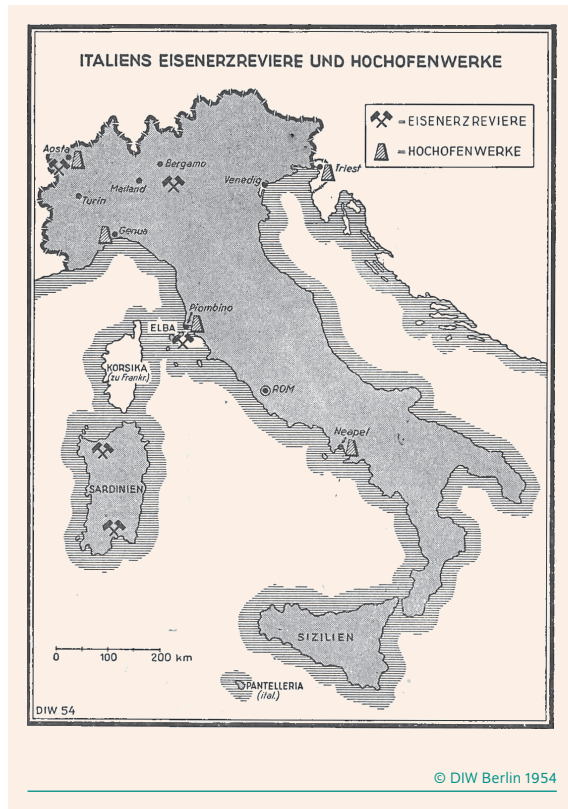 ITALIENS EISENERZREVIERE UND HOCHOFENWERKE
= EISENERZREVIERE
= HOCHOFENWERKE
Aosta
Bergamo
Mailand
Venedig
Triest
Turin
Genua
Piombino
ELBA
KORSIKA
(zu Frankr.)
ROM
Neapel
SARDINIEN
SIZILIEN
0 100 200 km
PANTELLERIA
(ital.)
DIW 54
© DIW Berlin 1954